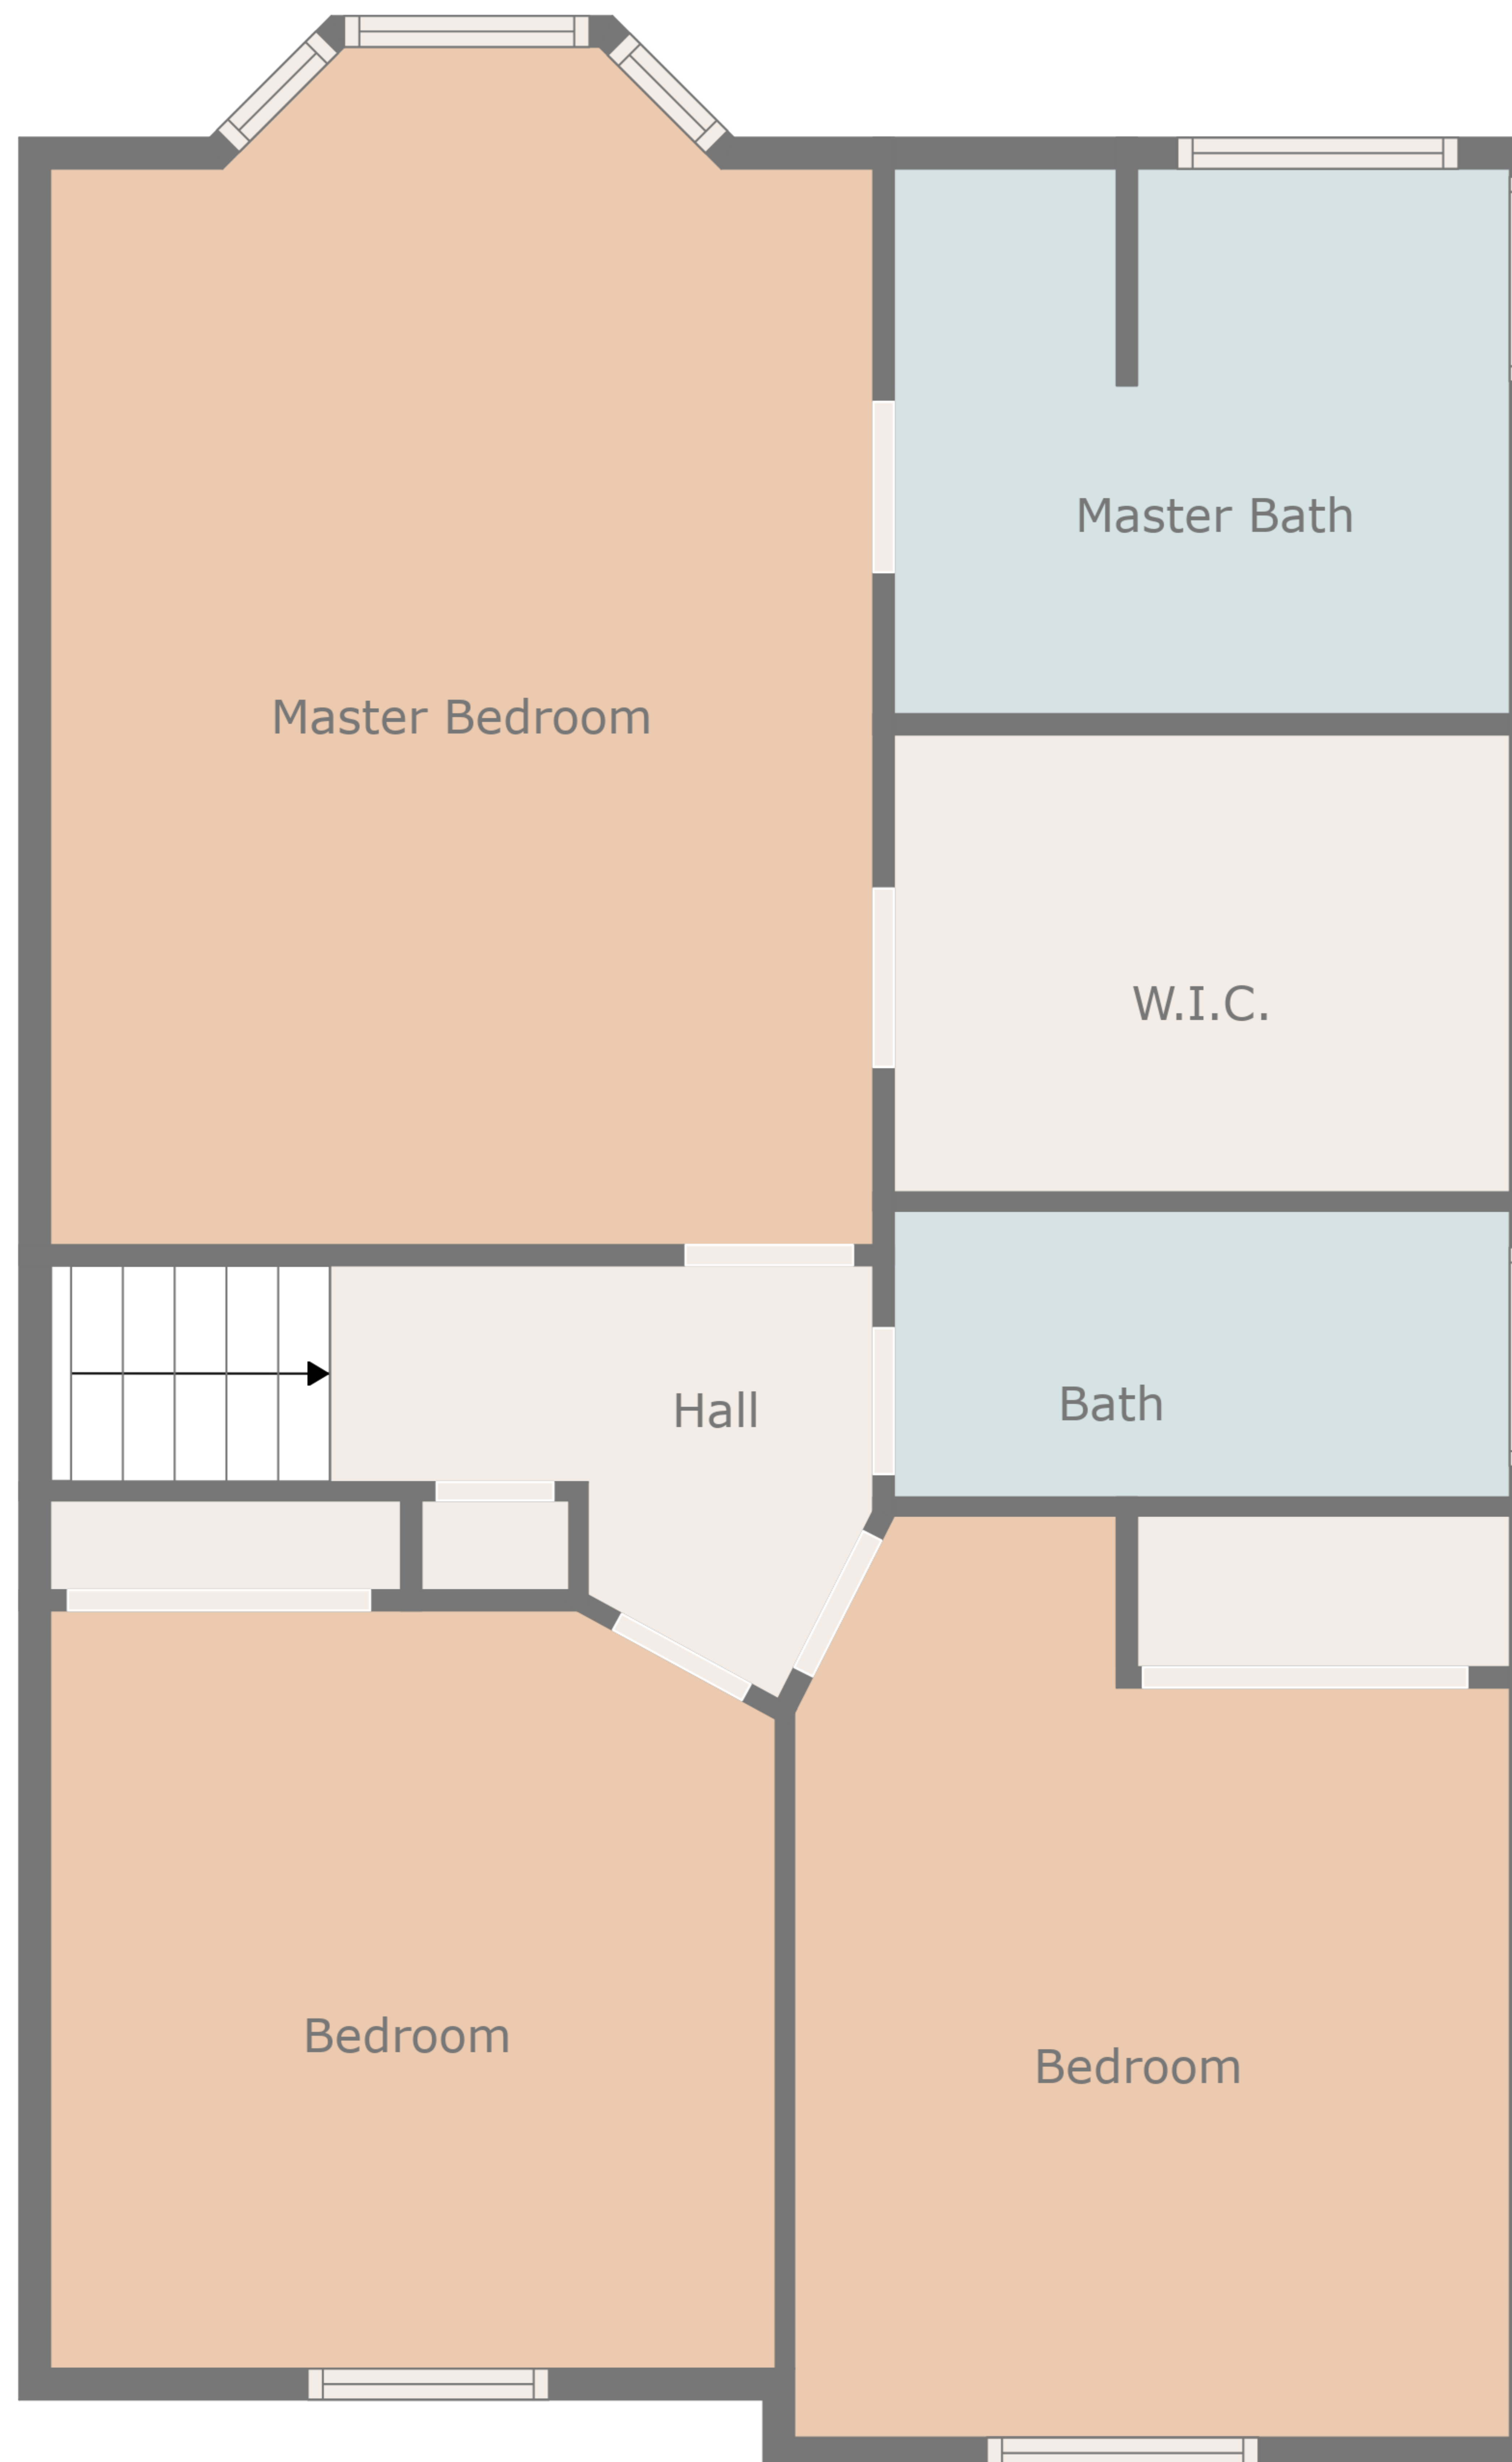 Master Bath
Master Bedroom
W.I.C.
Hall
Bath
Bedroom
Bedroom